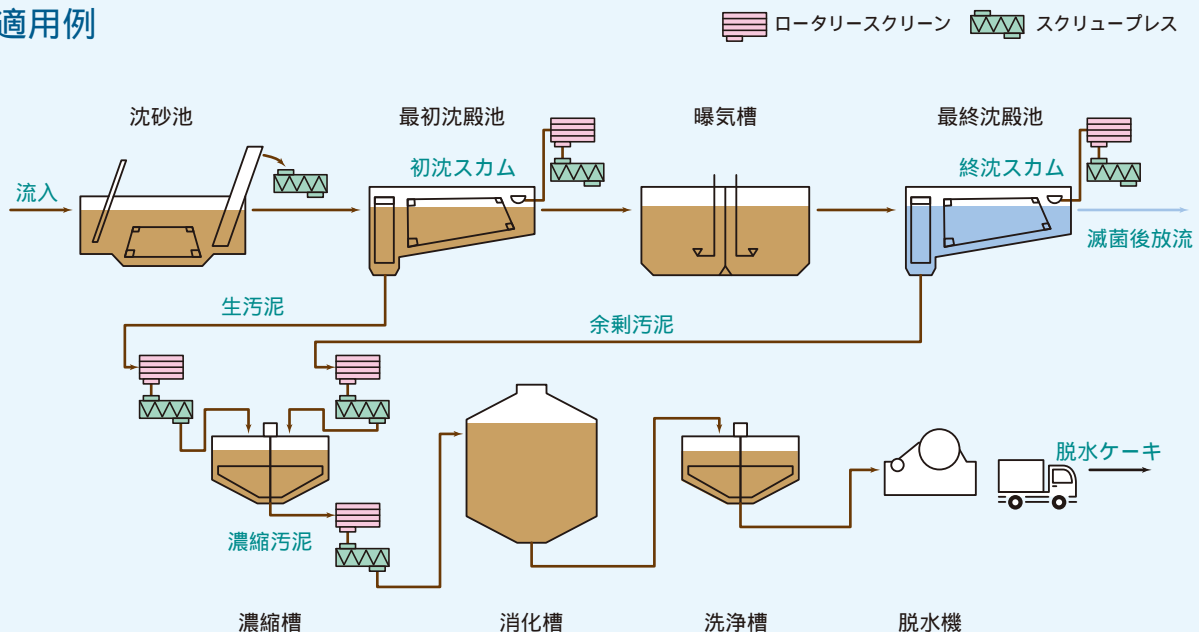 適用例
ロータリースクリーン
スクリュープレス
沈砂池
最初沈殿池
曝気槽
最終沈殿池
初沈スカム
終沈スカム
流入
滅菌後放流
生汚泥
余剰汚泥
脱水ケーキ
濃縮汚泥
濃縮槽
消化槽
洗浄槽
脱水機